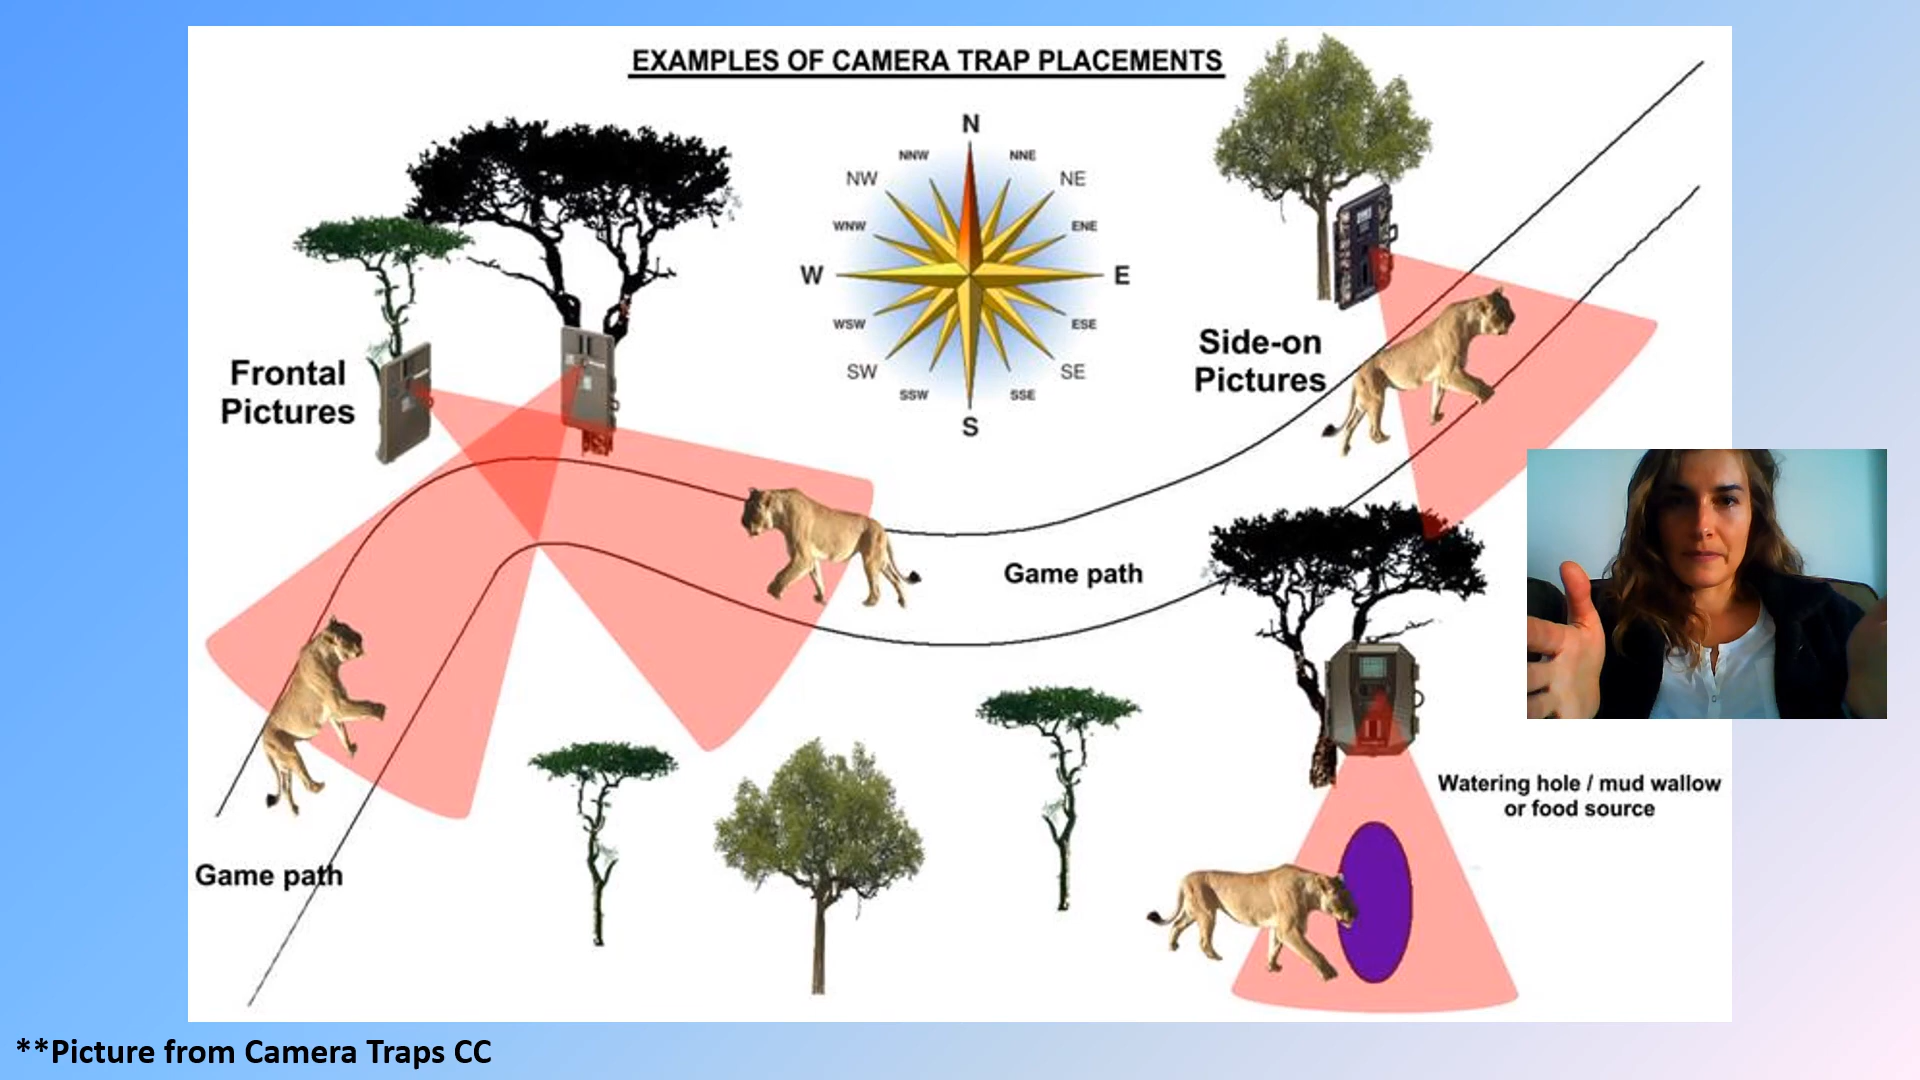 EXAMPLES OF CAMERA TRAP PLACEMENTS
N
NNW
NNE
NW
NE
WNW
ENE
W
E
WSW
ESE
SW
SE
SSW
SSE
S
Frontal
Pictures
Side-on
Pictures
Game path
Watering hole / mud wallow
or food source
Game path
**Picture from Camera Traps CC